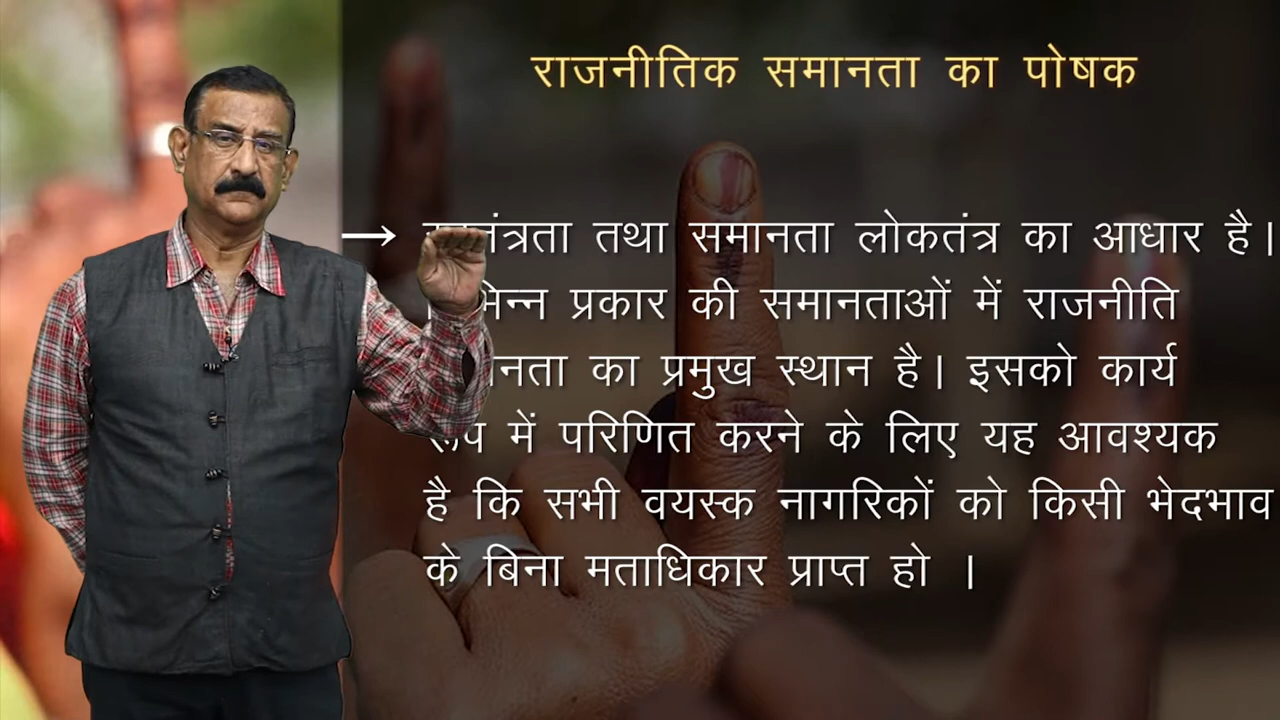 राजनीतिक समानता का पोषक
→ तथा समानता लोकतंत्र का आधार है।
प्रकार की समानताओं में राजनीति
का प्रमुख स्थान है। इसको कार्य
में परिणित करने के लिए यह आवश्यक
है कि सभी वयस्क नागरिकों को किसी भेदभाव
के बिना मताधिकार प्राप्त हो ।